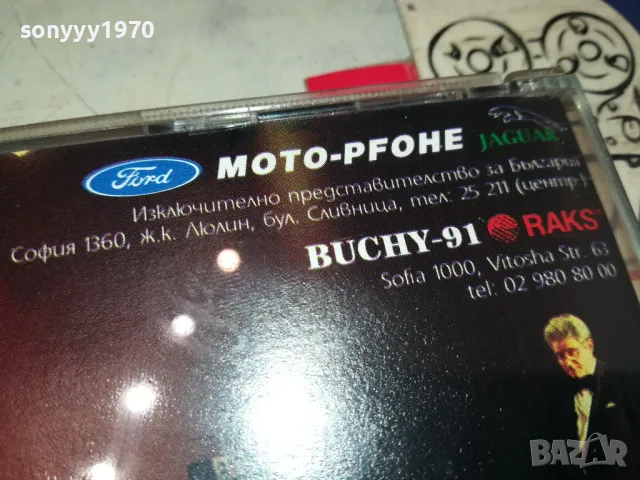 sonyyy1970
Ford MOTO-PFOHE JAGUAR
Изключително представителство за България
София 1360, ж.к. Люлин, бул. Сливница, тел: 25 211 (центр.)
BUCHY-91 RAKS
Sofia 1000, Vitosha Str. 63
tel: 02 980 80 00
BAZAR